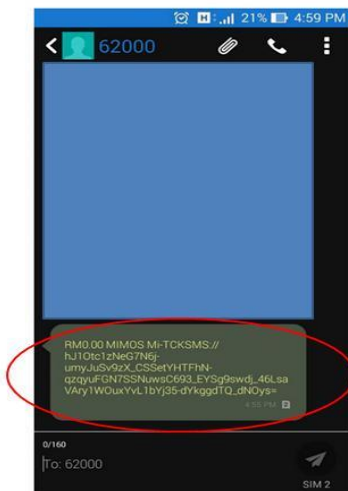 21% 4:59 PM
62000
RM0.00 MIMOS Mi-TCKSMS://
hJ1Otc1zNeG7N6j-
umyJuSv9zX_CSSetYHTFhN-
qzqyuFGN7SSNuwsC693_EYSg9swdj_46Lsa
VAry1WOuxYvL1bYj35-dYkggdTQ_dNOys=
4:55 PM
0/160
To: 62000
SIM 2